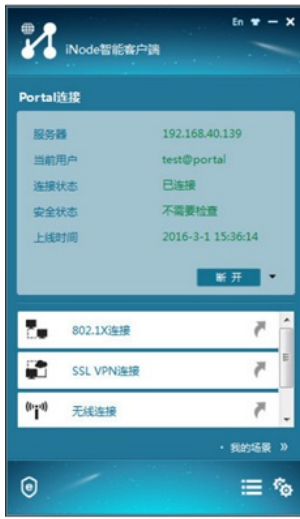 En
iNode智能客户端
Portal连接
服务器 192.168.40.139
当前用户 test@portal
连接状态 已连接
安全状态 不需要检查
上线时间 2016-3-1 15:36:14
断开
802.1X连接
SSL VPN连接
无线连接
· 我的场景 »
e